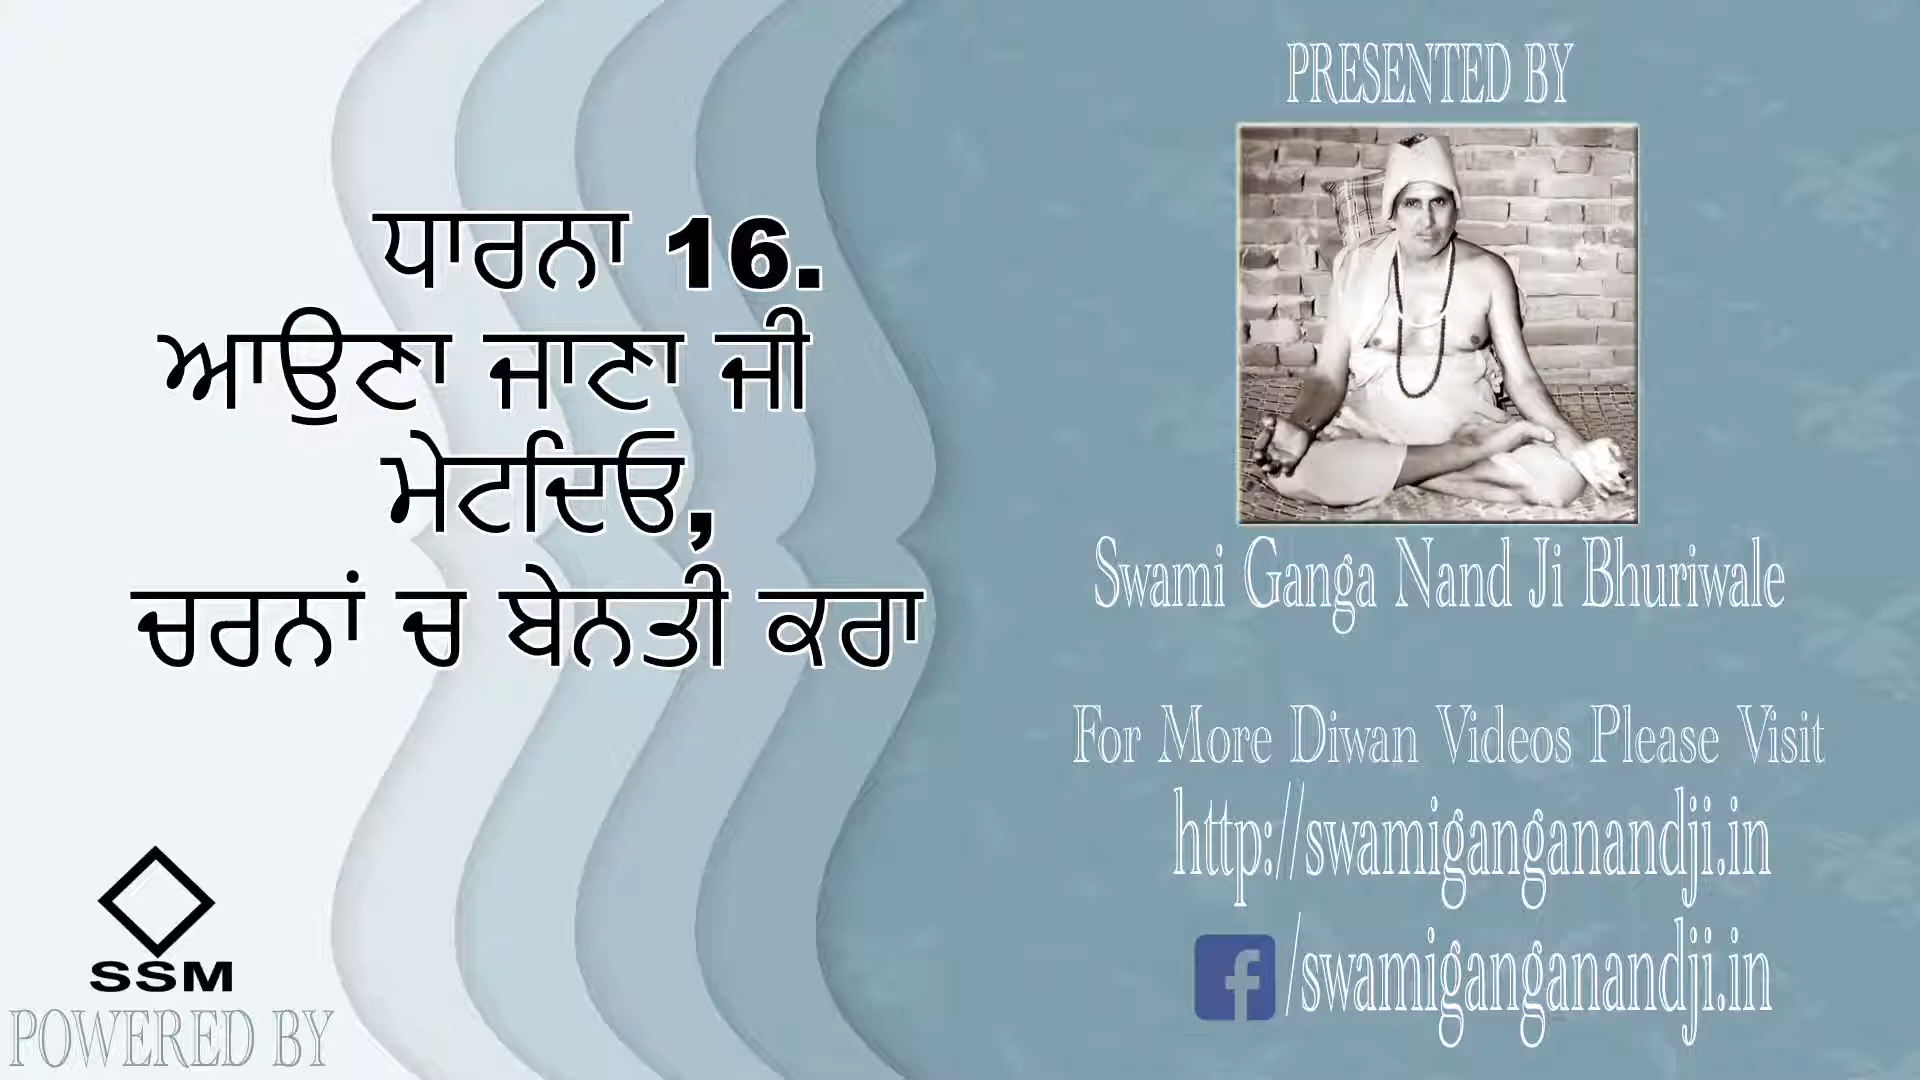 ਧਾਰਨਾ 16.
ਆਉਣਾ ਜਾਣਾ ਜੀ
ਮੇਟਦਿਓ,
ਚਰਨਾਂ ਚ ਬੇਨਤੀ ਕਰਾ
SSM
POWERED BY
PRESENTED BY
Swami Ganga Nand Ji Bhuriwale
For More Diwan Videos Please Visit
http://swamiganganandji.in
f /swamiganganandji.in